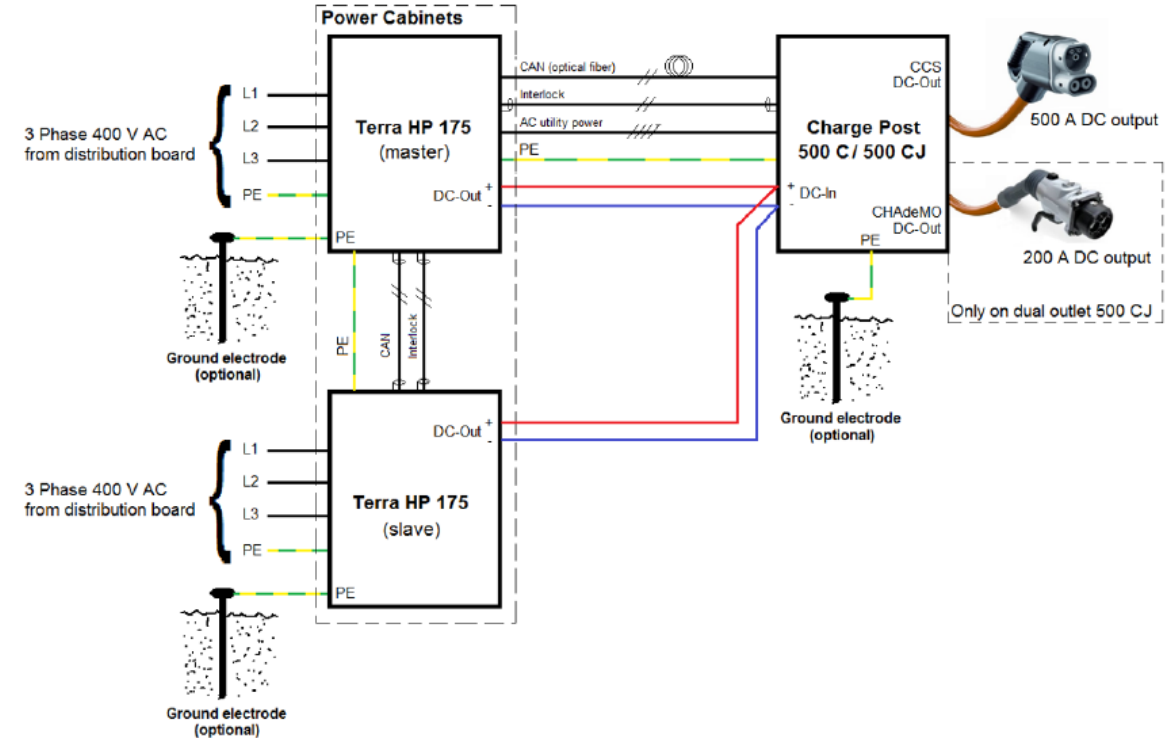 Power Cabinets
3 Phase 400 V AC
from distribution board
L1
L2
L3
PE
Terra HP 175
(master)
DC-Out +
-
PE
Ground electrode
(optional)
CAN (optical fiber)
Interlock
AC utility power
PE
CCS
DC-Out
Charge Post
500 C / 500 CJ
+ DC-In
-
CHAdeMO
DC-Out
PE
500 A DC output
200 A DC output
Only on dual outlet 500 CJ
Ground electrode
(optional)
PE
CAN
Interlock
3 Phase 400 V AC
from distribution board
L1
L2
L3
PE
DC-Out +
-
Terra HP 175
(slave)
PE
Ground electrode
(optional)